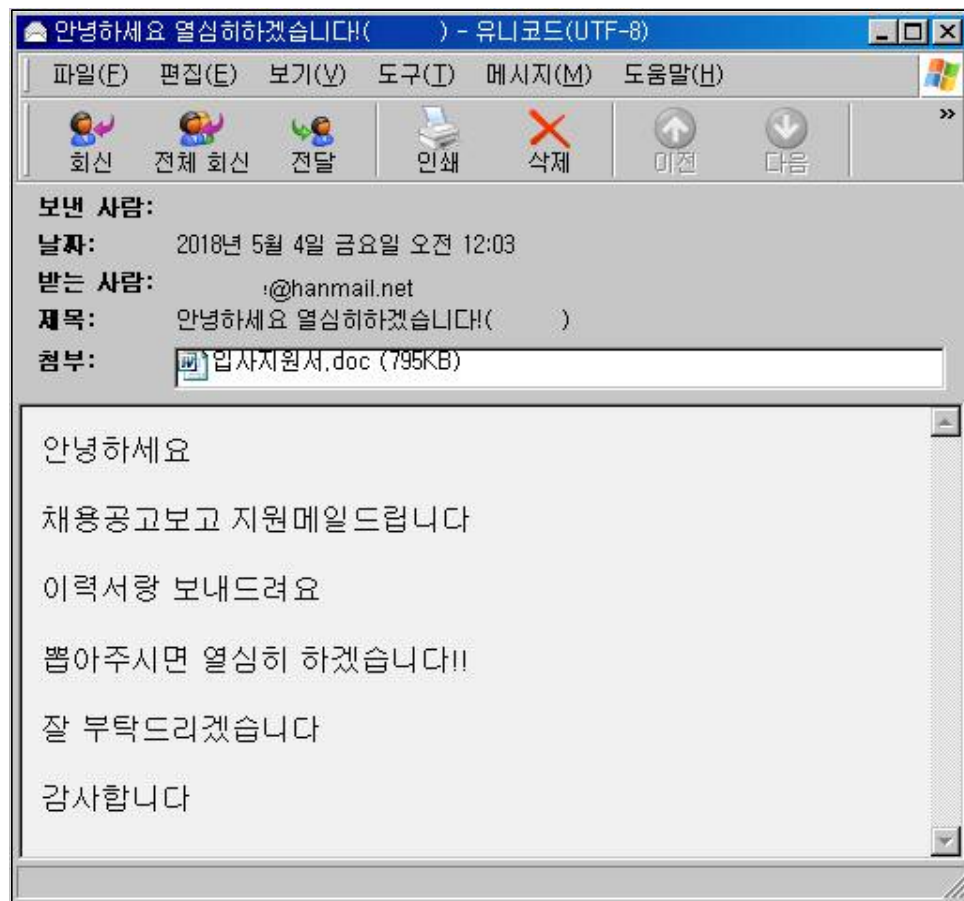 안녕하세요 열심히하겠습니다!( ) - 유니코드(UTF-8)
파일(F) 편집(E) 보기(V) 도구(T) 메시지(M) 도움말(H)
회신 전체 회신 전달 인쇄 삭제 이전 다음 »
보낸 사람:
날짜: 2018년 5월 4일 금요일 오전 12:03
받는 사람: @hanmail.net
제목: 안녕하세요 열심히하겠습니다!( )
첨부: 입사지원서.doc (795KB)
안녕하세요
채용공고보고 지원메일드립니다
이력서랑 보내드려요
뽑아주시면 열심히 하겠습니다!!
잘 부탁드리겠습니다
감사합니다